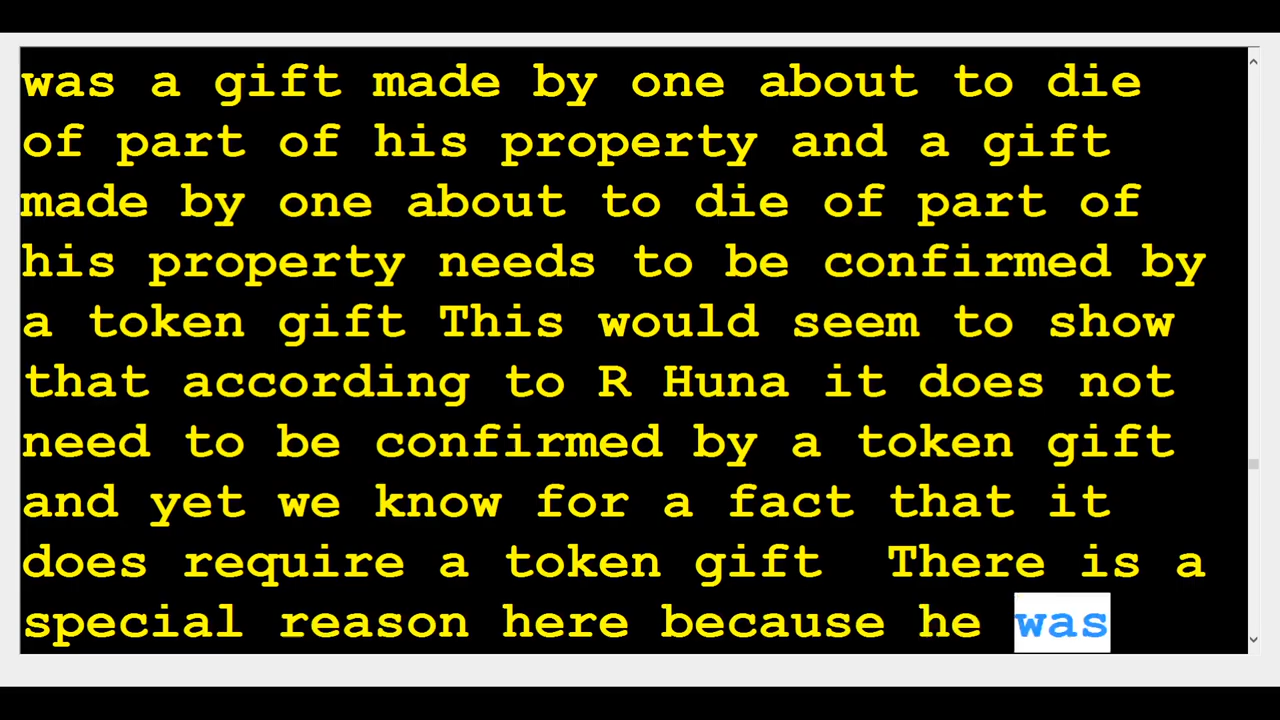 was a gift made by one about to die
of part of his property and a gift
made by one about to die of part of
his property needs to be confirmed by
a token gift This would seem to show
that according to R Huna it does not
need to be confirmed by a token gift
and yet we know for a fact that it
does require a token gift  There is a
special reason here because he was